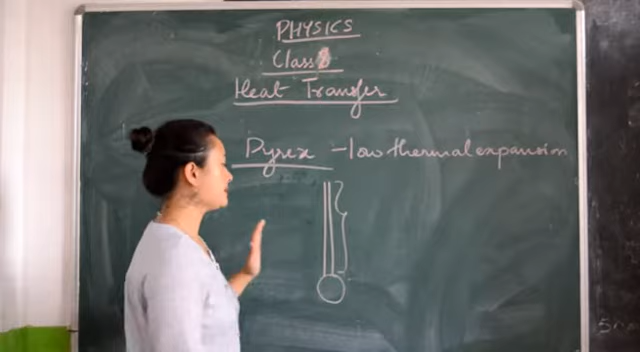 PHYSICS
Class 8
Heat Transfer
Pyrex - low thermal expansion